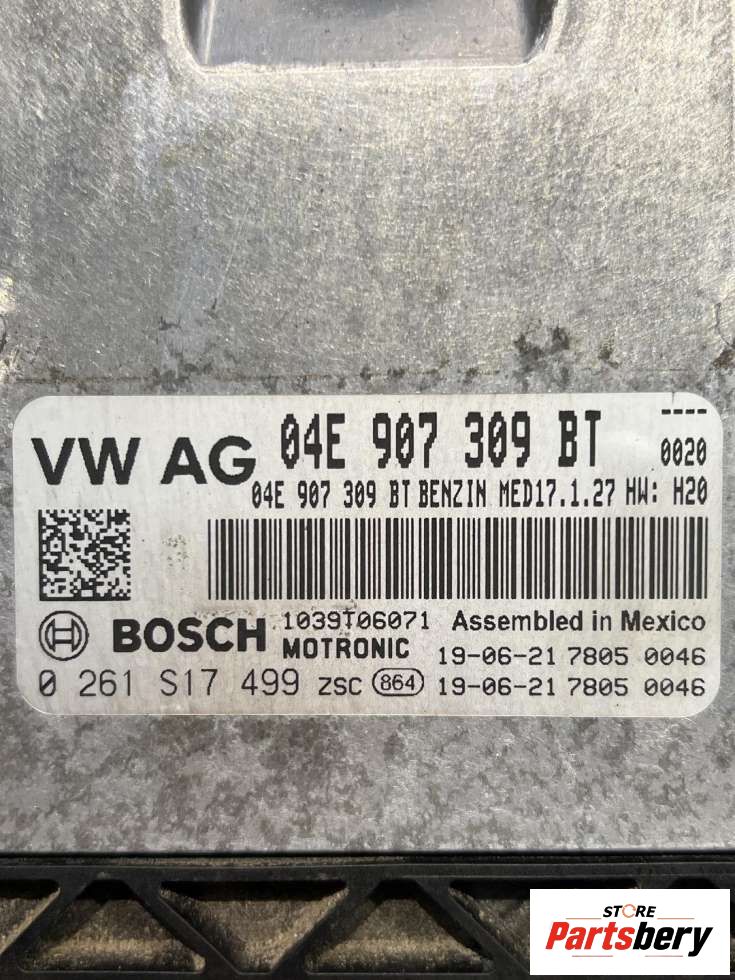 VW AG 04E 907 309 BT ----
0020
04E 907 309 BT BENZIN MED17.1.27 HW: H20
BOSCH 1039T06071 Assembled in Mexico
MOTRONIC 19-06-21 7805 0046
0 261 S17 499 ZSC 864 19-06-21 7805 0046
STORE
Partsbery